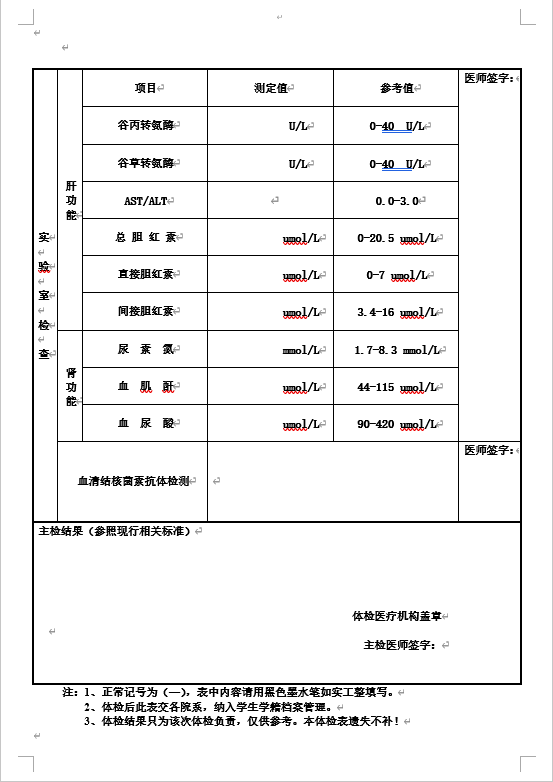 项目 测定值 参考值 医师签字：
谷丙转氨酶 U/L 0-40 U/L
谷草转氨酶 U/L 0-40 U/L
肝功能
AST/ALT 0.0-3.0
实验室检查
总 胆 红 素 umol/L 0-20.5 umol/L
直接胆红素 umol/L 0-7 umol/L
间接胆红素 umol/L 3.4-16 umol/L
尿 素 氮 mmol/L 1.7-8.3 mmol/L
肾功能
血 肌 酐 umol/L 44-115 umol/L
血 尿 酸 umol/L 90-420 umol/L
医师签字：
血清结核菌素抗体检测
主检结果（参照现行相关标准）
体检医疗机构盖章
主检医师签字：
注：1、正常记号为（—），表中内容请用黑色墨水笔如实工整填写。
2、体检后此表交各院系，纳入学生学籍档案管理。
3、体检结果只为该次体检负责，仅供参考。本体检表遗失不补！